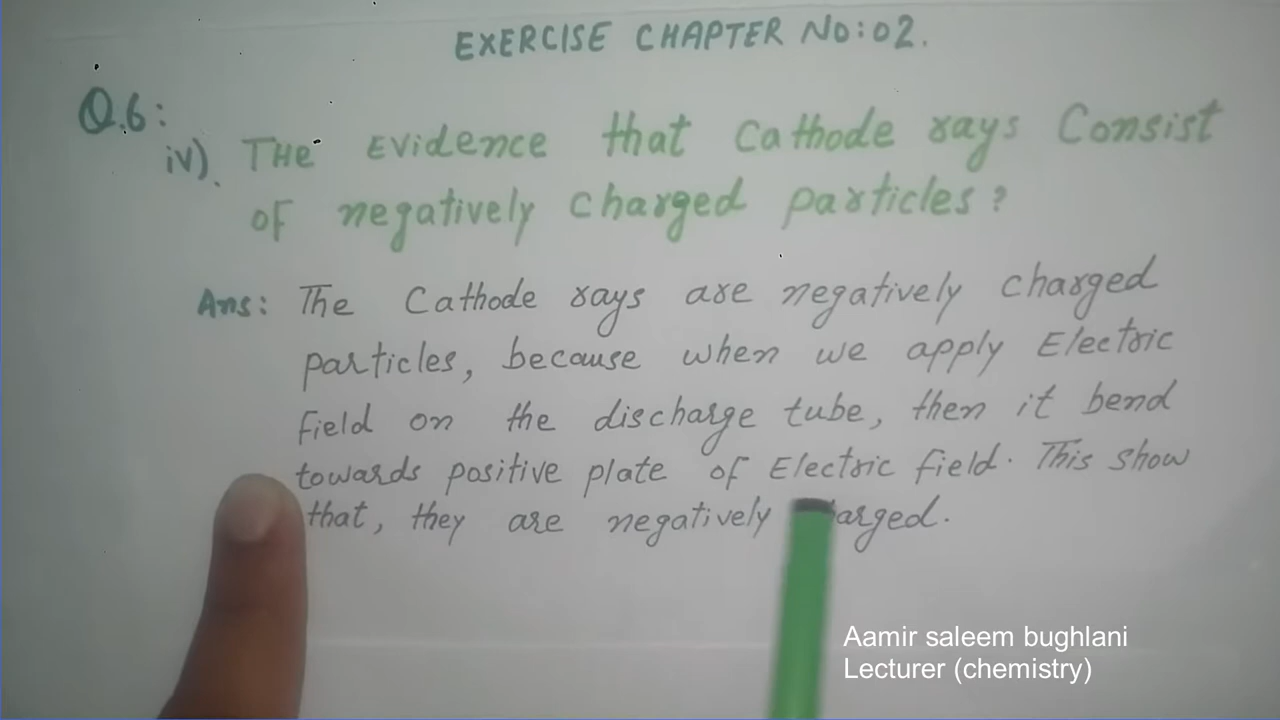 EXERCISE CHAPTER NO:02.
Q.6:
iv). THE Evidence that Cathode rays Consist
of negatively charged particles?
Ans: The Cathode rays are negatively charged
particles, because when we apply Electric
Field on the discharge tube, then it bend
towards positive plate of Electric field. This show
that, they are negatively arged.
Aamir saleem bughlani
Lecturer (chemistry)